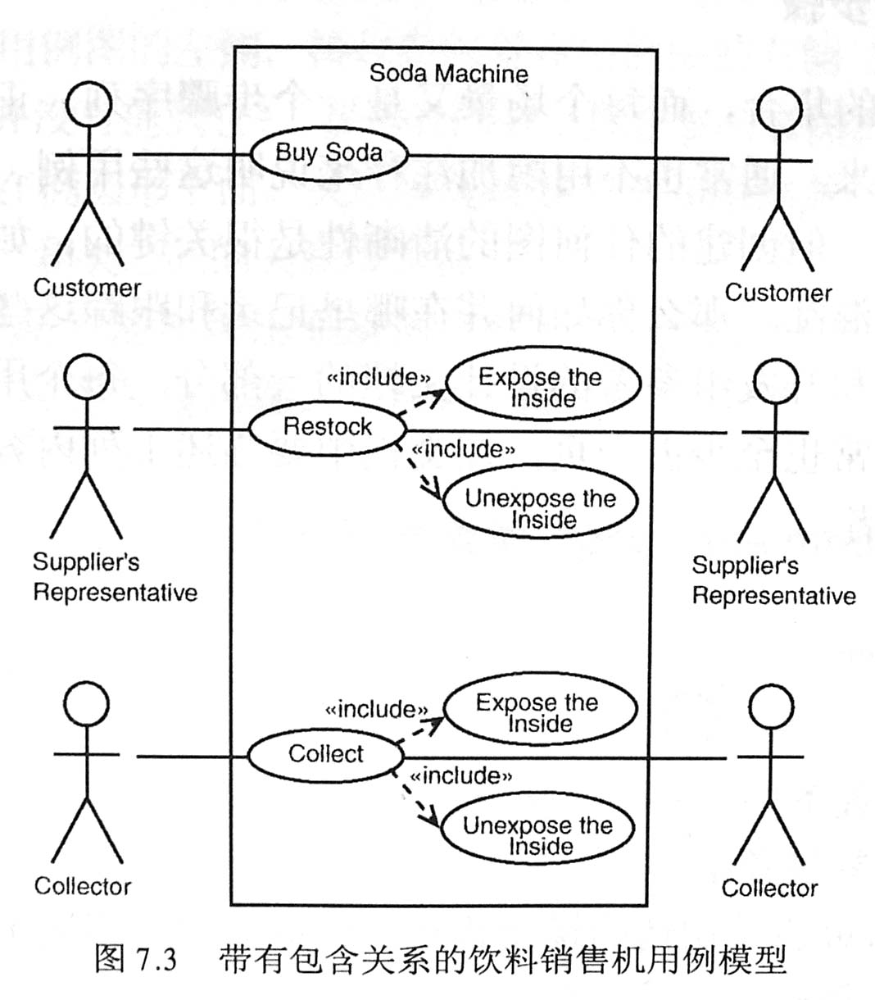 Soda Machine
Buy Soda
Customer
Customer
«include»
Expose the
Inside
Restock
«include»
Unexpose the
Inside
Supplier's
Representative
Supplier's
Representative
«include»
Expose the
Inside
Collect
«include»
Unexpose the
Inside
Collector
Collector
图 7.3 带有包含关系的饮料销售机用例模型